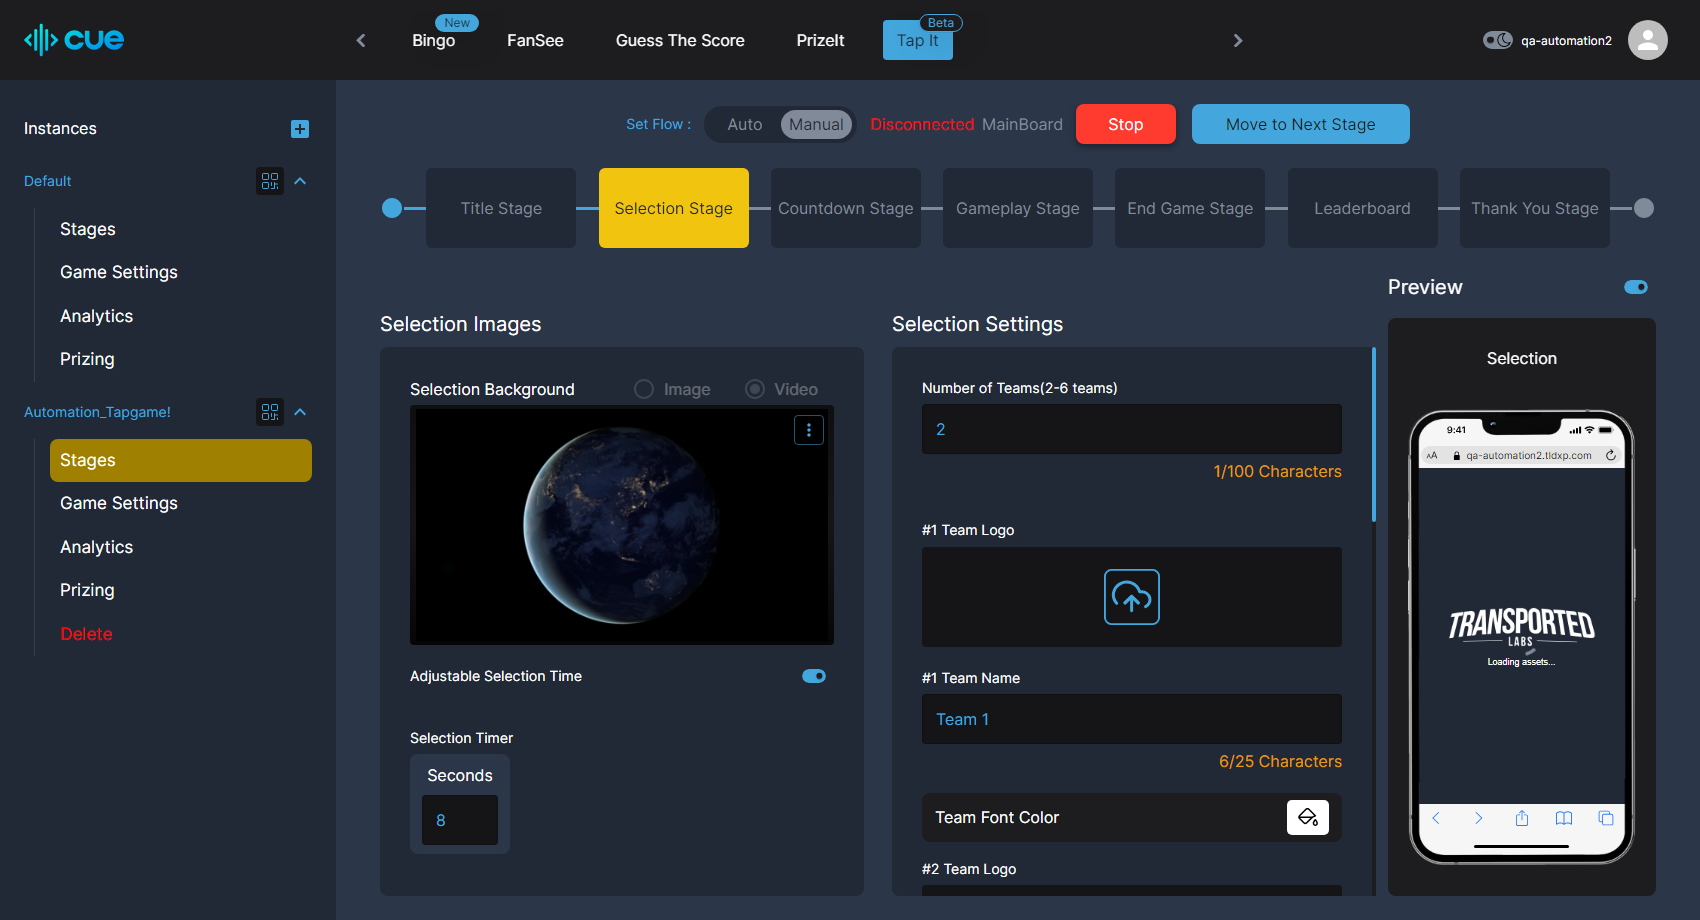 cue
New
Bingo
FanSee
Guess The Score
PrizeIt
Beta
Tap It
qa-automation2
Instances
Default
Stages
Game Settings
Analytics
Prizing
Automation_Tapgame!
Stages
Game Settings
Analytics
Prizing
Delete
Set Flow :
Auto
Manual
Disconnected MainBoard
Stop
Move to Next Stage
Title Stage
Selection Stage
Countdown Stage
Gameplay Stage
End Game Stage
Leaderboard
Thank You Stage
Selection Images
Selection Background
Image
Video
Adjustable Selection Time
Selection Timer
Seconds
8
Selection Settings
Number of Teams(2-6 teams)
2
1/100 Characters
#1 Team Logo
#1 Team Name
Team 1
6/25 Characters
Team Font Color
#2 Team Logo
Preview
Selection
9:41
AA
qa-automation2.tldxp.com
TRANSPORTED
LABS
Loading assets...